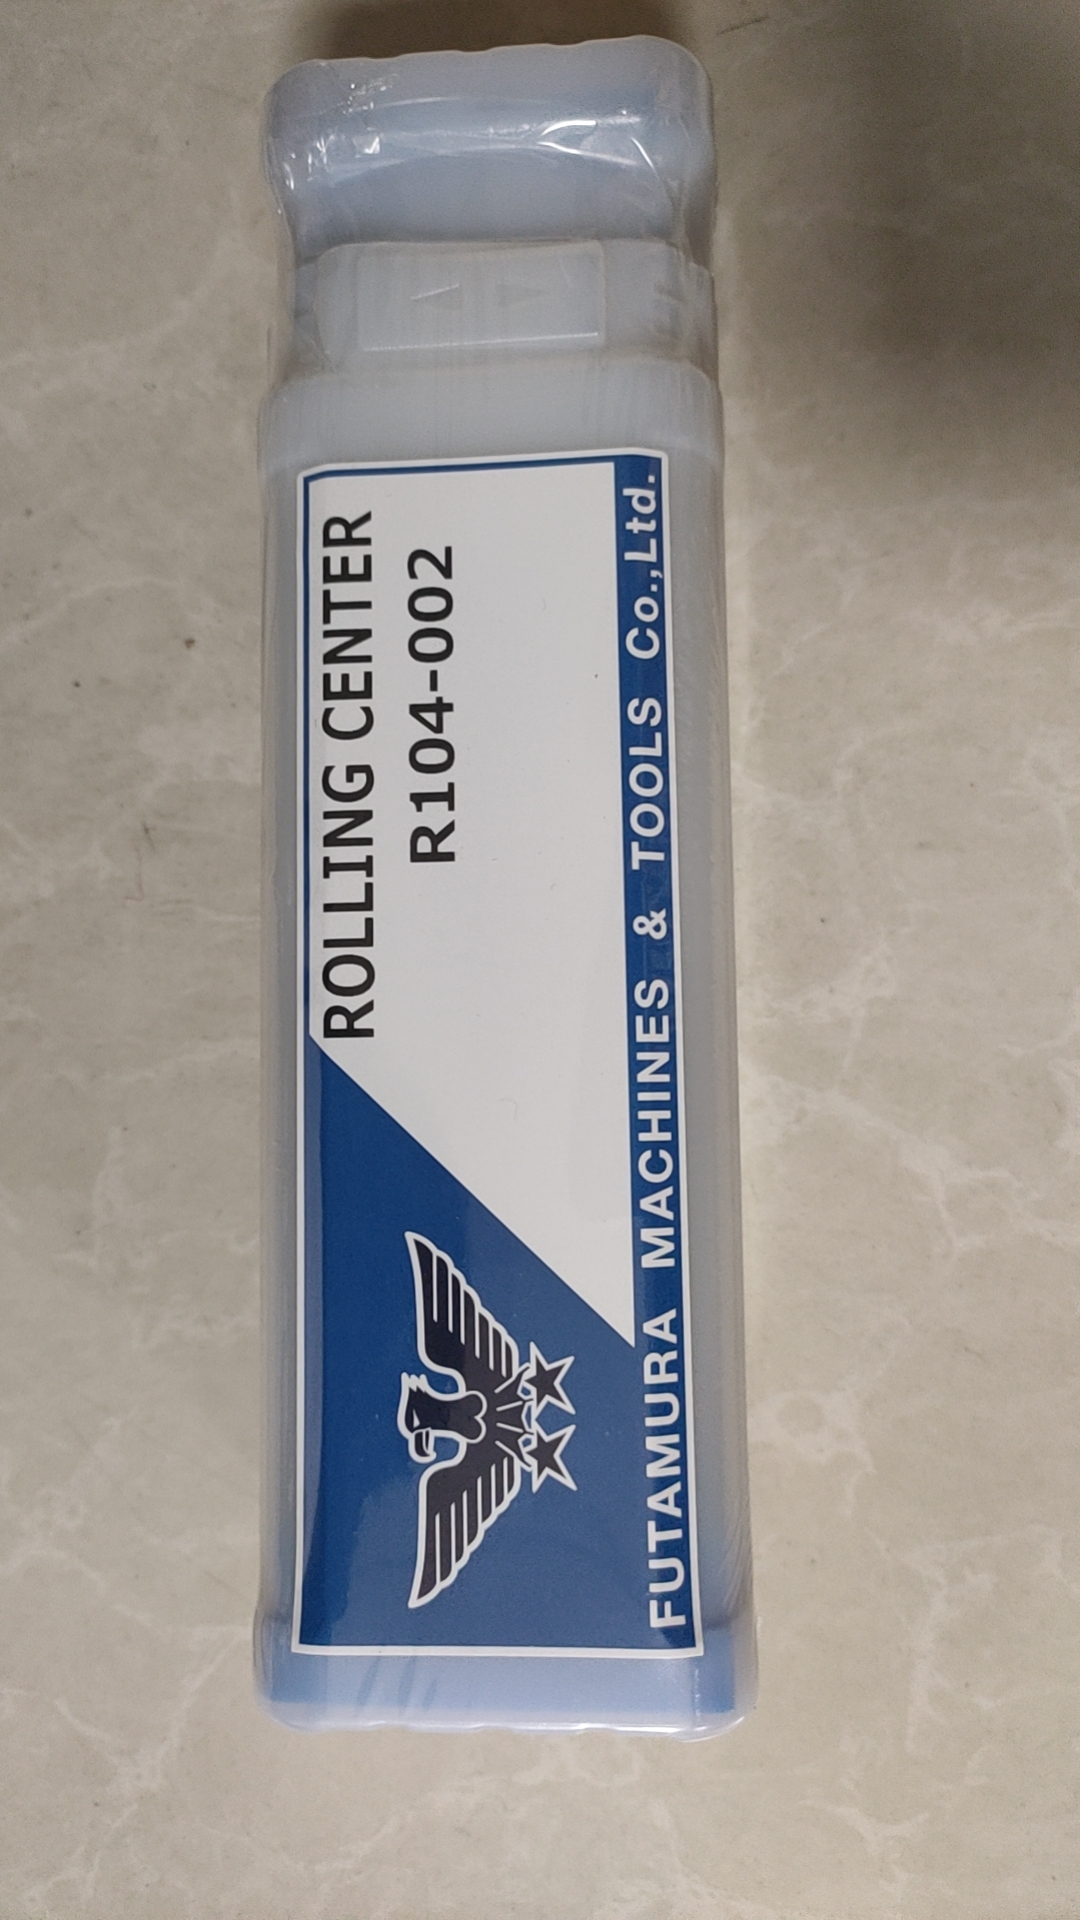 ROLLING CENTER
R104-002
FUTAMURA MACHINES & TOOLS Co.,Ltd.